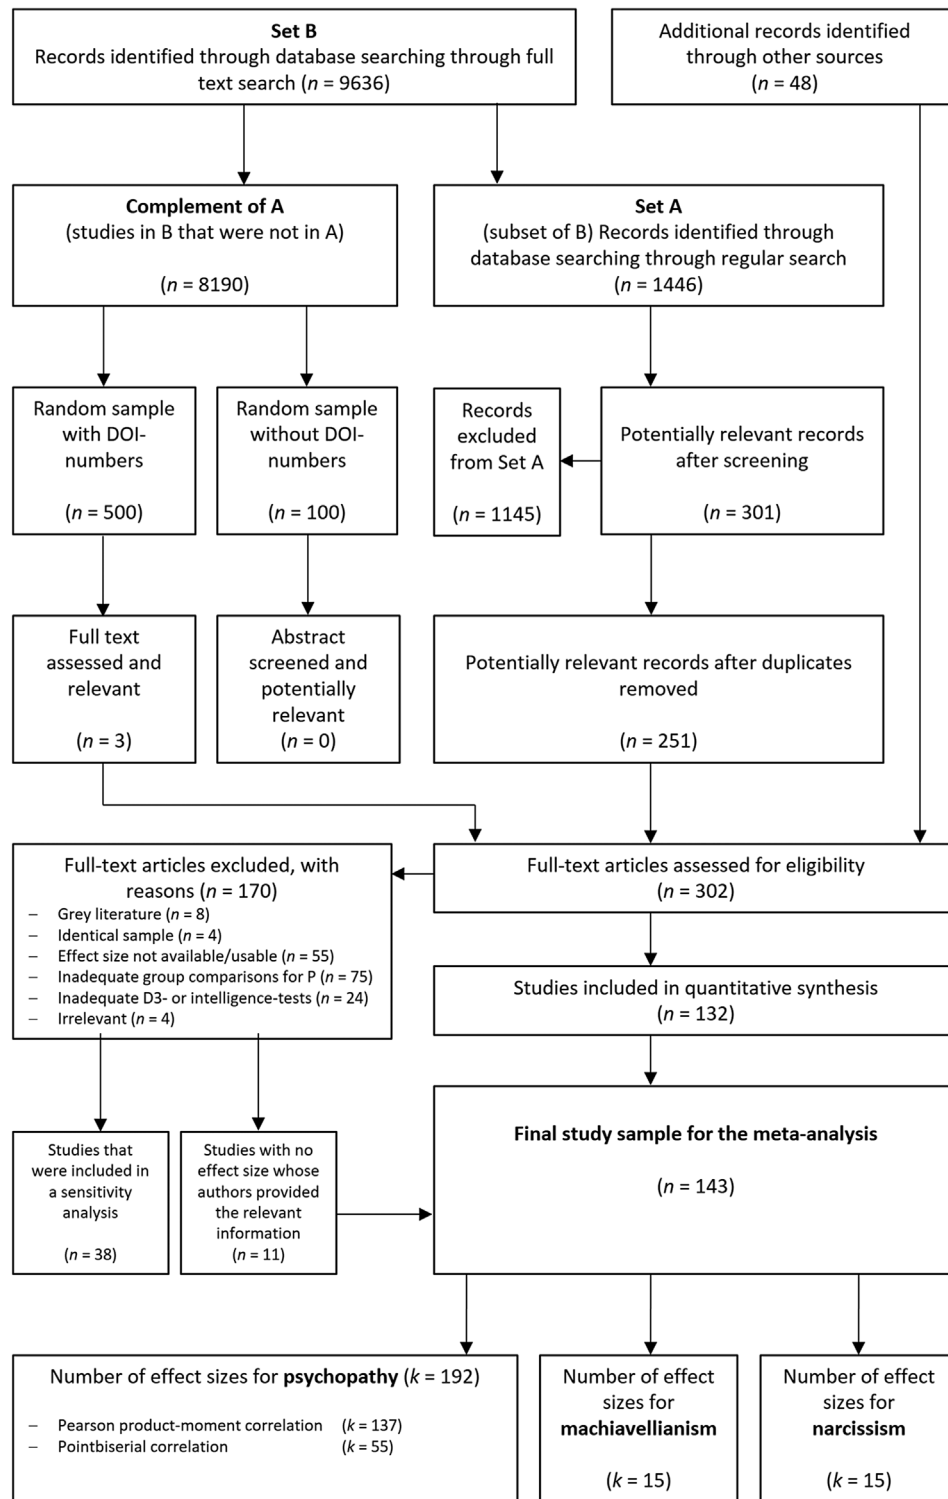 Set B
Records identified through database searching through full
text search (n = 9636)
Additional records identified
through other sources
(n = 48)
Complement of A
(studies in B that were not in A)
(n = 8190)
Set A
(subset of B) Records identified through
database searching through regular search
(n = 1446)
Random sample
with DOI-
numbers
(n = 500)
Random sample
without DOI-
numbers
(n = 100)
Records
excluded
from Set A
(n = 1145)
Potentially relevant records
after screening
(n = 301)
Full text
assessed and
relevant
(n = 3)
Abstract
screened and
potentially
relevant
(n = 0)
Potentially relevant records after duplicates
removed
(n = 251)
Full-text articles excluded, with
reasons (n = 170)
– Grey literature (n = 8)
– Identical sample (n = 4)
– Effect size not available/usable (n = 55)
– Inadequate group comparisons for P (n = 75)
– Inadequate D3- or intelligence-tests (n = 24)
– Irrelevant (n = 4)
Full-text articles assessed for eligibility
(n = 302)
Studies included in quantitative synthesis
(n = 132)
Studies that
were included in
a sensitivity
analysis
(n = 38)
Studies with no
effect size whose
authors provided
the relevant
information
(n = 11)
Final study sample for the meta-analysis
(n = 143)
Number of effect sizes for psychopathy (k = 192)
– Pearson product-moment correlation (k = 137)
– Pointbiserial correlation (k = 55)
Number of effect
sizes for
machiavellianism
(k = 15)
Number of effect
sizes for
narcissism
(k = 15)